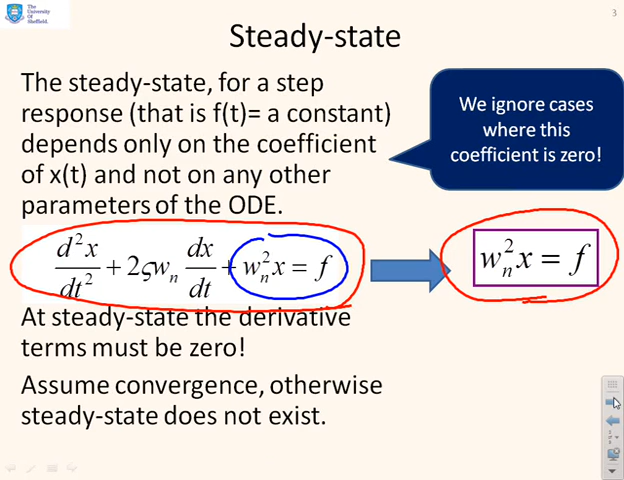 The
University
Of
Sheffield.
3
Steady-state
The steady-state, for a step
response (that is f(t)= a constant)
depends only on the coefficient
of x(t) and not on any other
parameters of the ODE.
We ignore cases
where this
coefficient is zero!
d²x/dt² + 2ςwₙ dx/dt + wₙ²x = f
wₙ²x = f
At steady-state the derivative
terms must be zero!
Assume convergence, otherwise
steady-state does not exist.